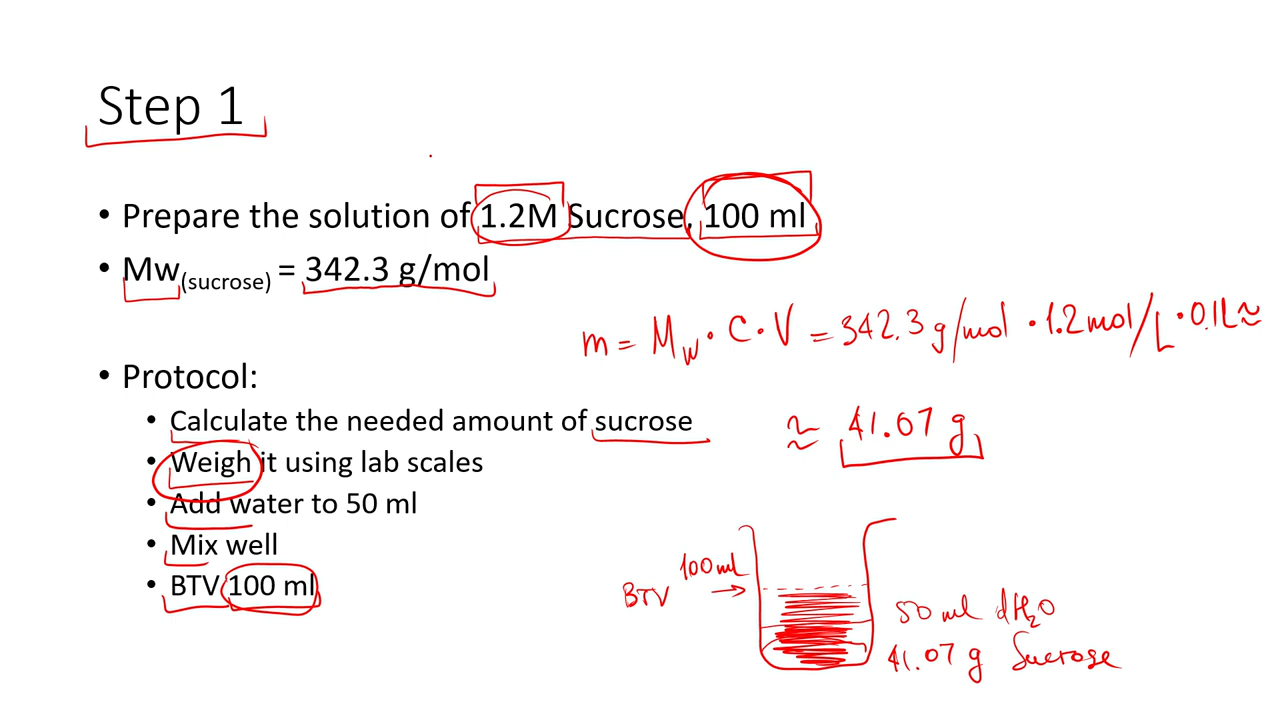 Step 1
• Prepare the solution of 1.2M Sucrose, 100 ml
• Mw(sucrose) = 342.3 g/mol
m = Mw · C · V = 342.3 g/mol · 1.2 mol/L · 0.1L ≈
• Protocol:
• Calculate the needed amount of sucrose
≈ 41.07 g
• Weigh it using lab scales
• Add water to 50 ml
• Mix well
• BTV 100 ml
100 ml
BTV →
50 ml dH2O
41.07 g Sucrose